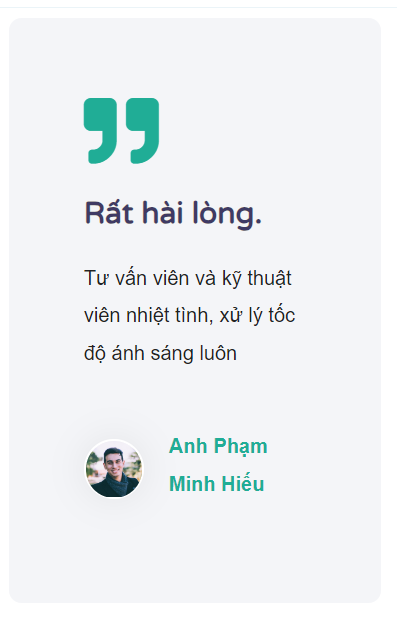 Rất hài lòng.
Tư vấn viên và kỹ thuật
viên nhiệt tình, xử lý tốc
độ ánh sáng luôn
Anh Phạm
Minh Hiếu